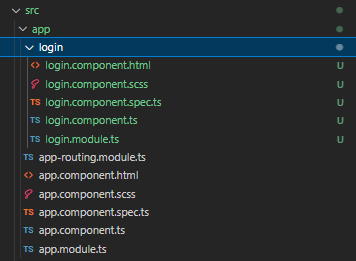 src
app
login
login.component.html U
login.component.scss U
TS login.component.spec.ts U
TS login.component.ts U
TS login.module.ts U
TS app-routing.module.ts
app.component.html
app.component.scss
TS app.component.spec.ts
TS app.component.ts
TS app.module.ts